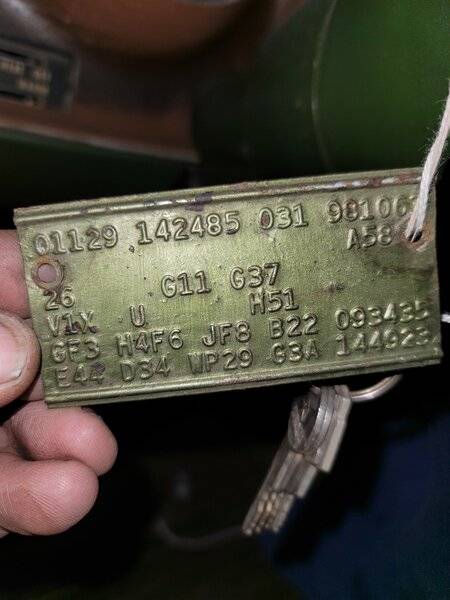 01129 142485 031 98106
A58
G11 G37
26 H51
V1X U
GF3 H4F6 JF8 B22 093435
E44 D34 WP29 G3A 144923